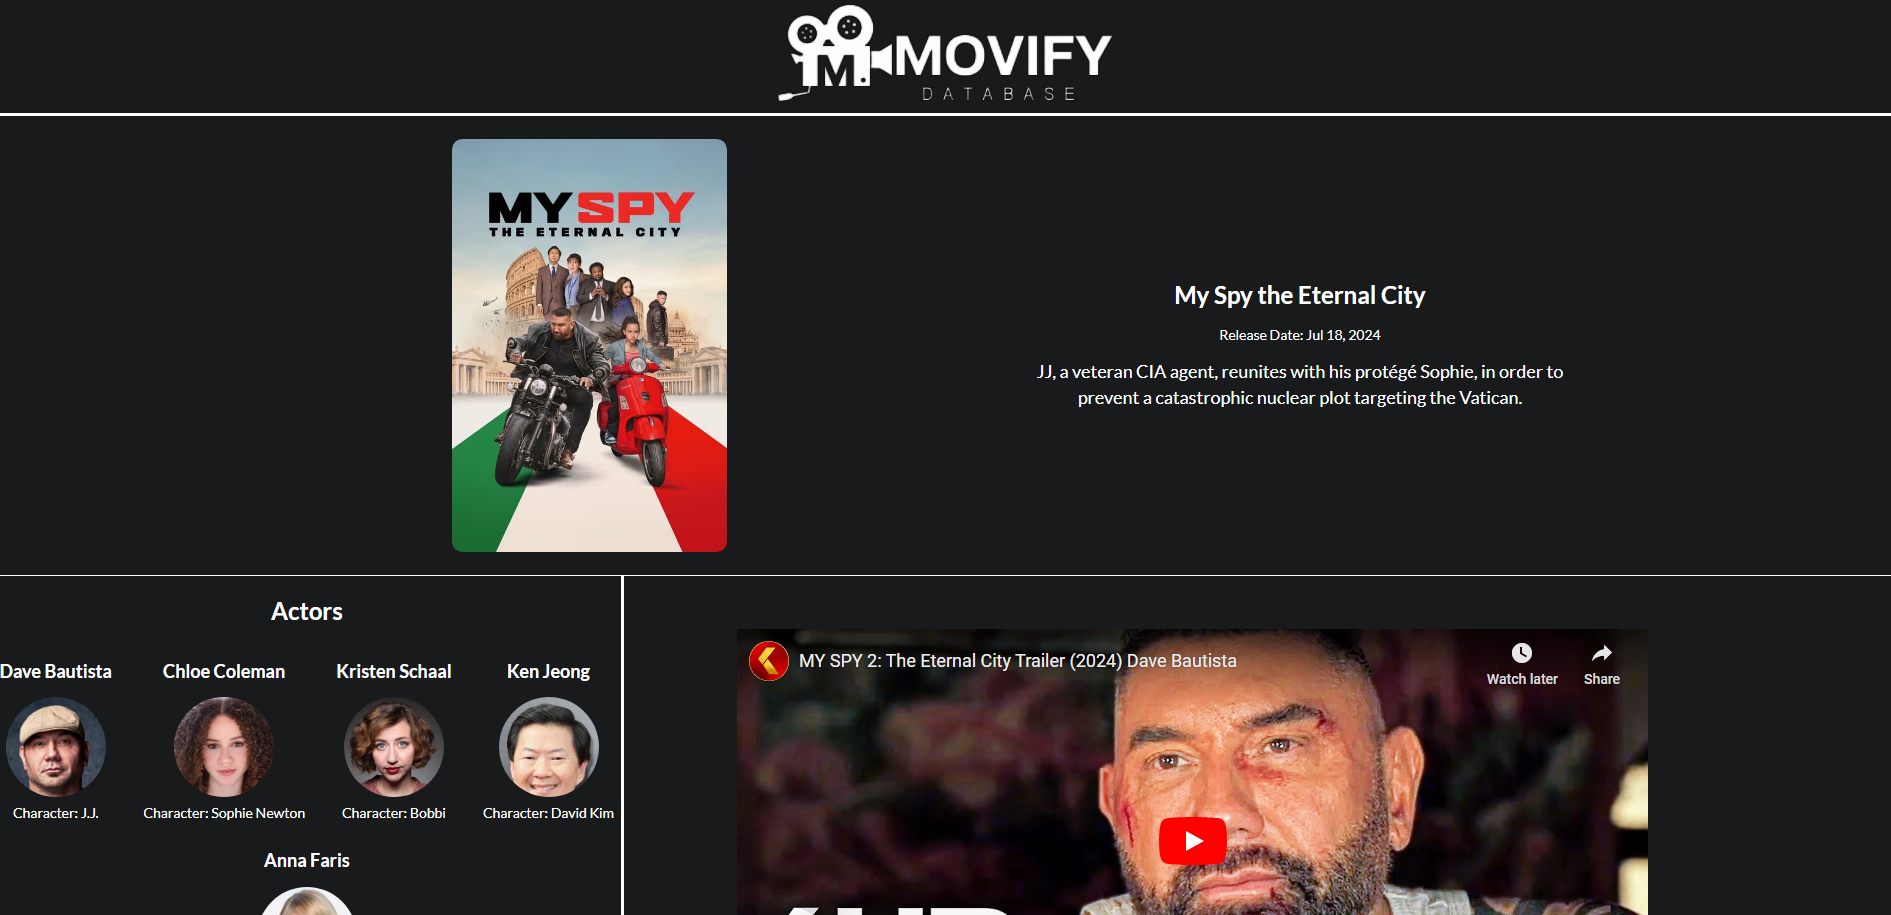 M.
MOVIFY
DATABASE
MY SPY
THE ETERNAL CITY
My Spy the Eternal City
Release Date: Jul 18, 2024
JJ, a veteran CIA agent, reunites with his protégé Sophie, in order to
prevent a catastrophic nuclear plot targeting the Vatican.
Actors
Dave Bautista
Chloe Coleman
Kristen Schaal
Ken Jeong
Character: J.J.
Character: Sophie Newton
Character: Bobbi
Character: David Kim
Anna Faris
MY SPY 2: The Eternal City Trailer (2024) Dave Bautista
Watch later
Share